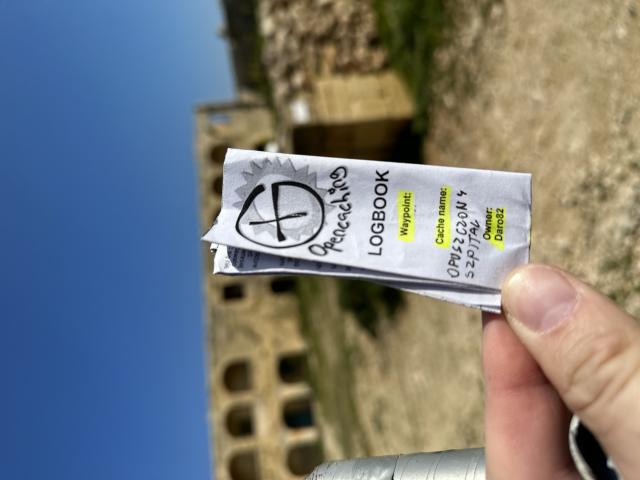 Opencaching
LOGBOOK
Waypoint:
Cache name:
OPUSZCZONY
SZPITAL
Owner:
Daro82